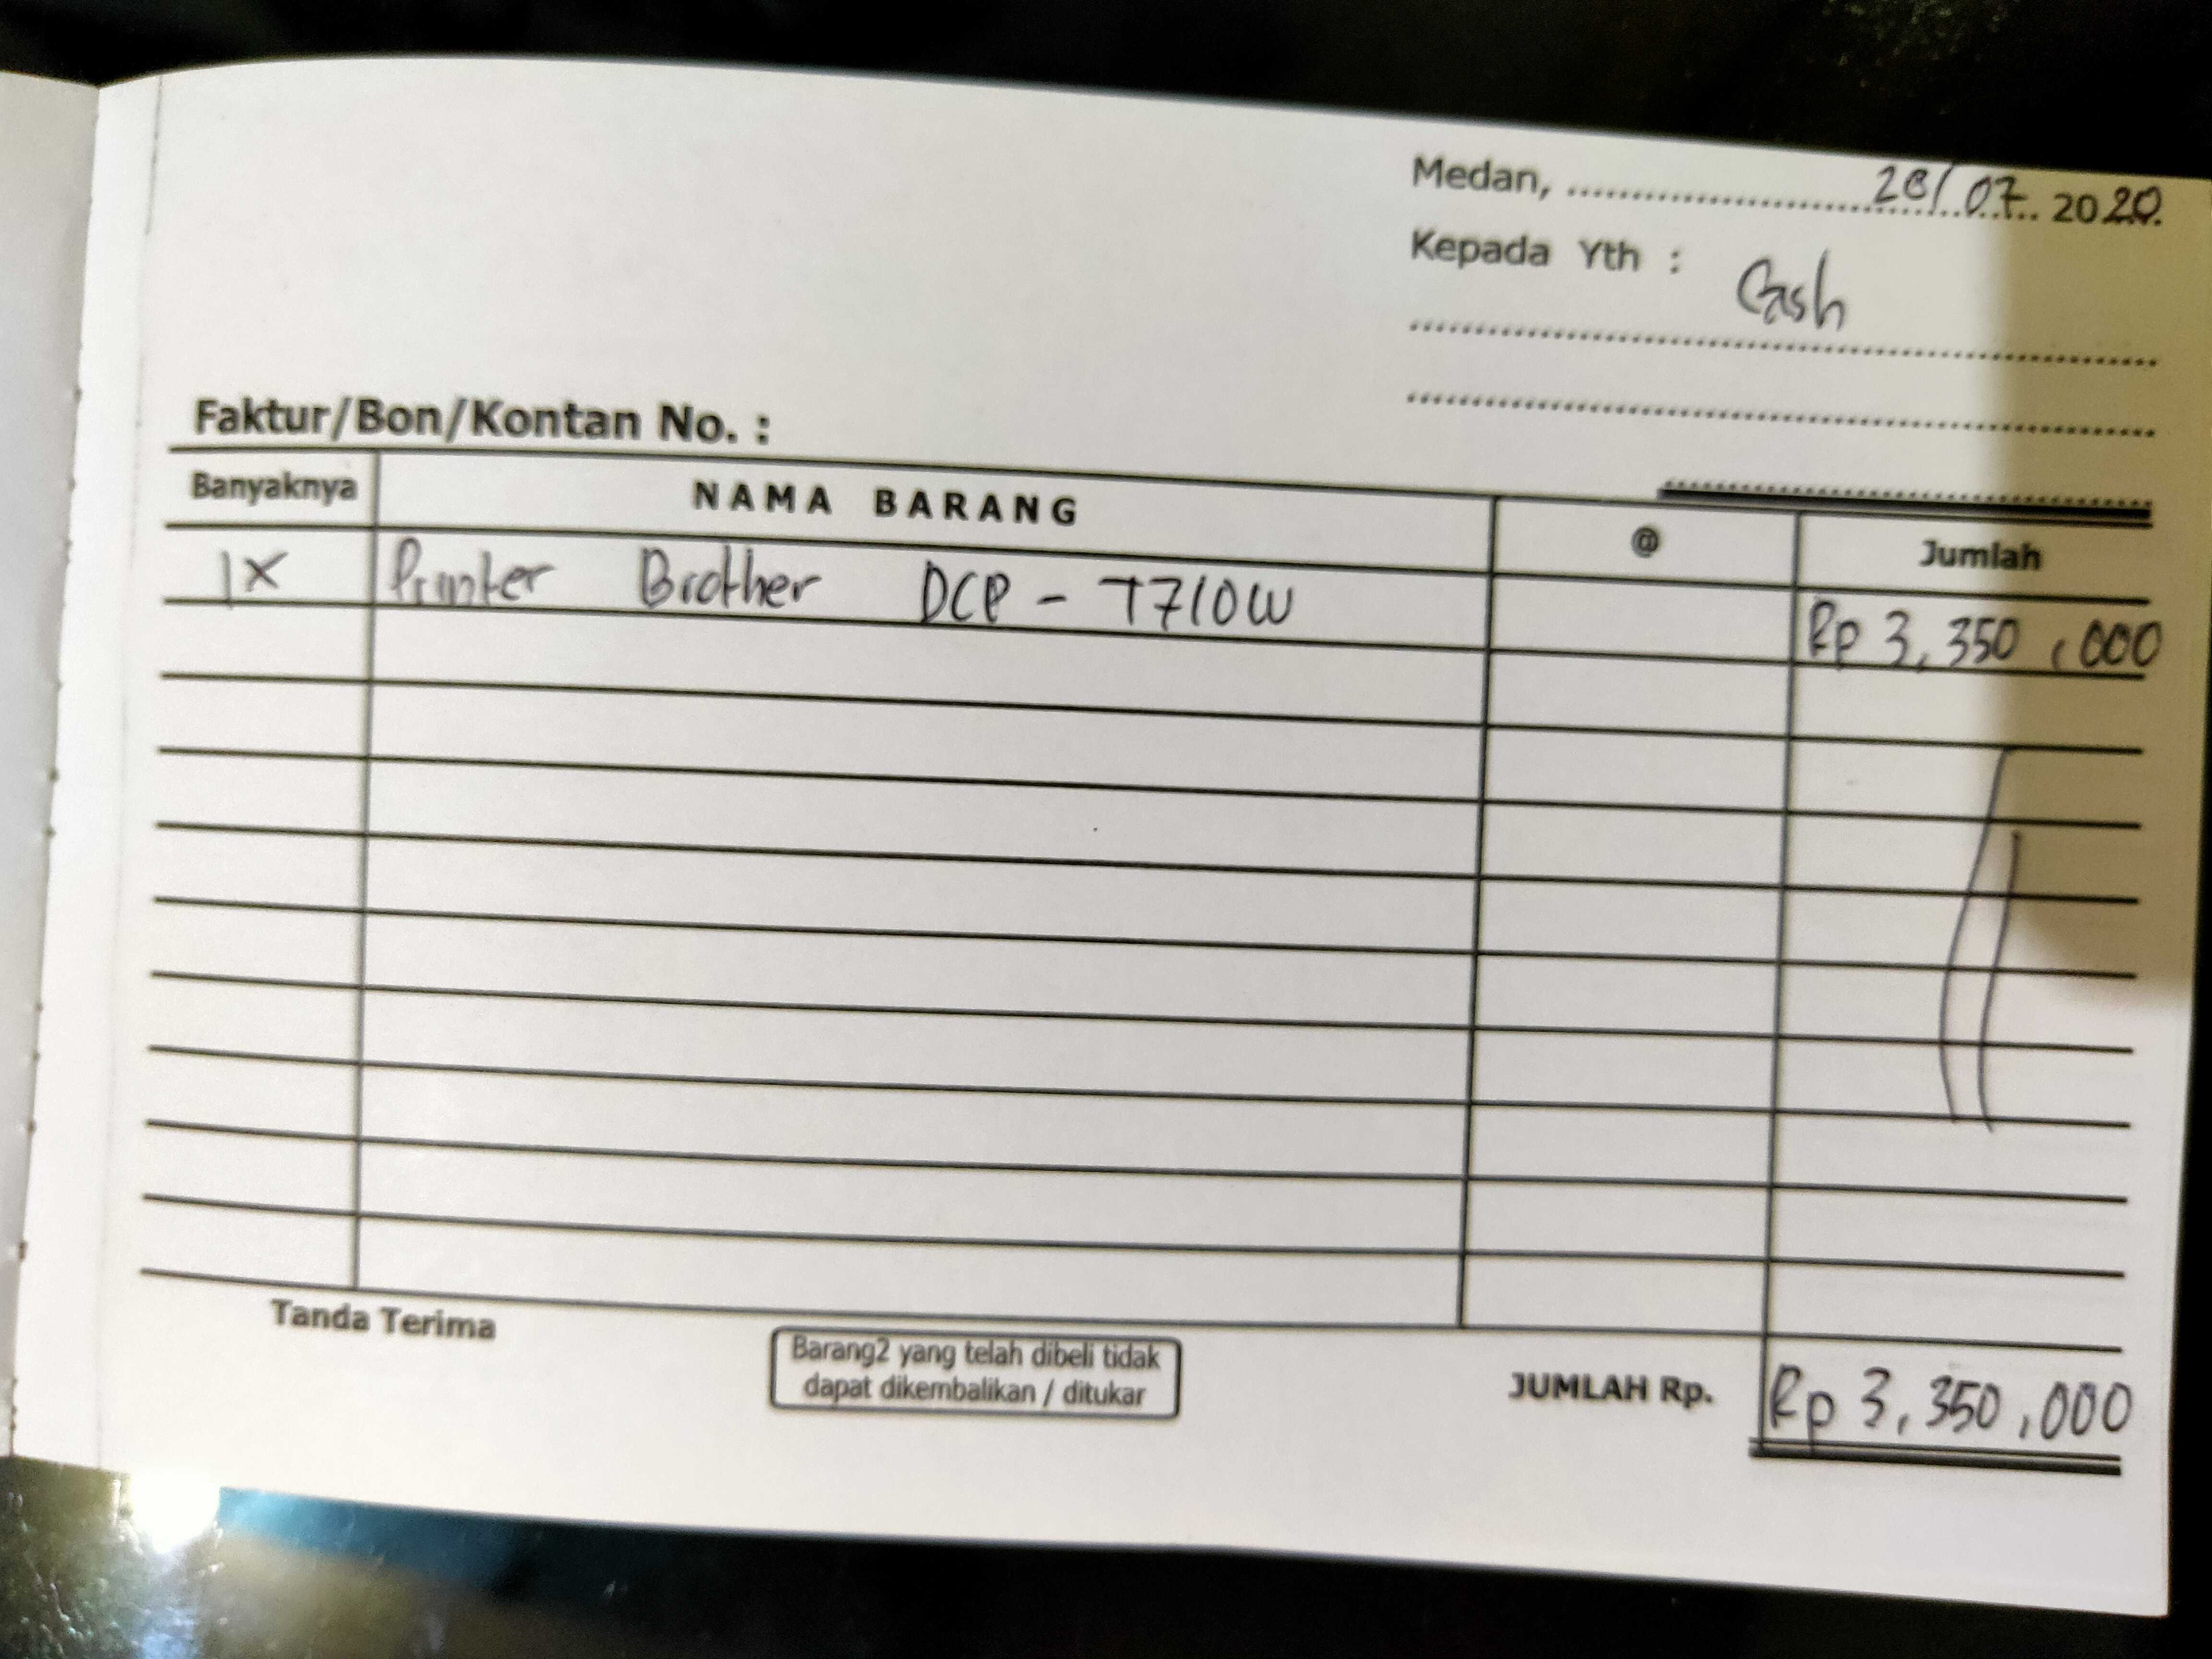 Medan, 28/07 2020
Kepada Yth : Cash
Faktur/Bon/Kontan No. :
Banyaknya NAMA BARANG @ Jumlah
1X Printer Brother DCP - T710W Rp 3,350,000
Tanda Terima
Barang2 yang telah dibeli tidak
dapat dikembalikan / ditukar
JUMLAH Rp. Rp 3,350,000